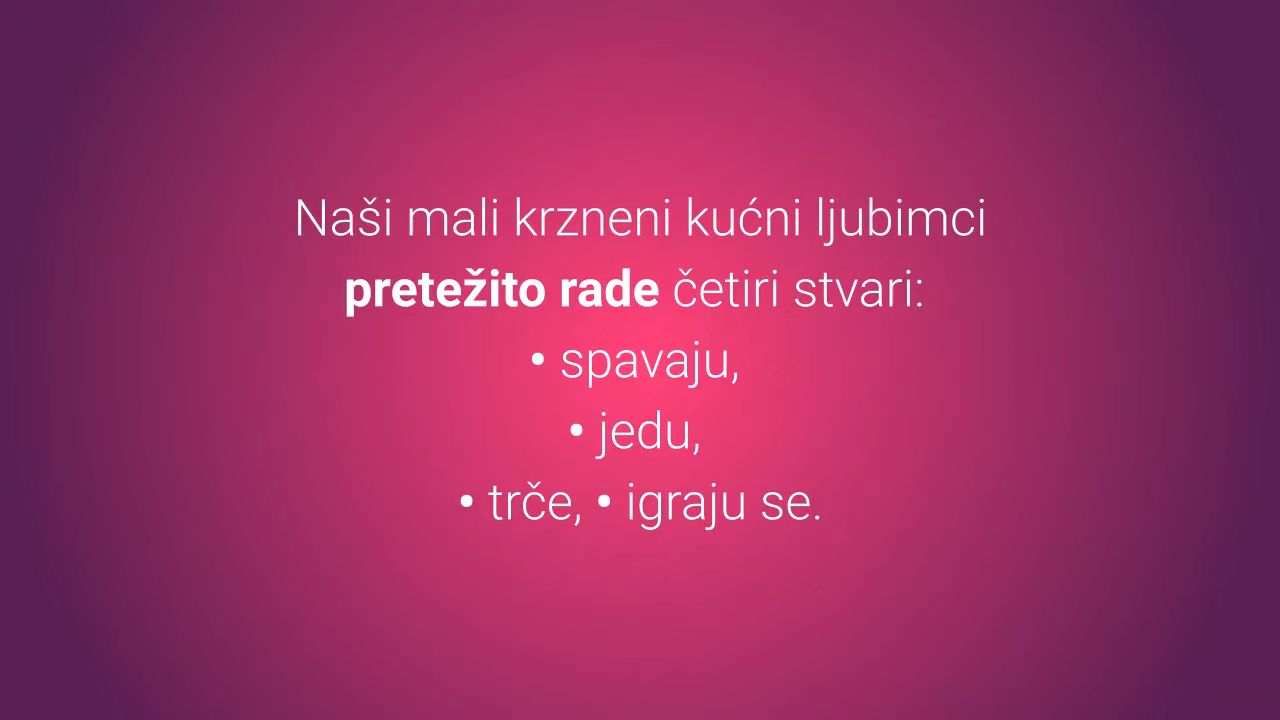 Naši mali krzneni kućni ljubimci
pretežito rade četiri stvari:
• spavaju,
• jedu,
• trče, • igraju se.